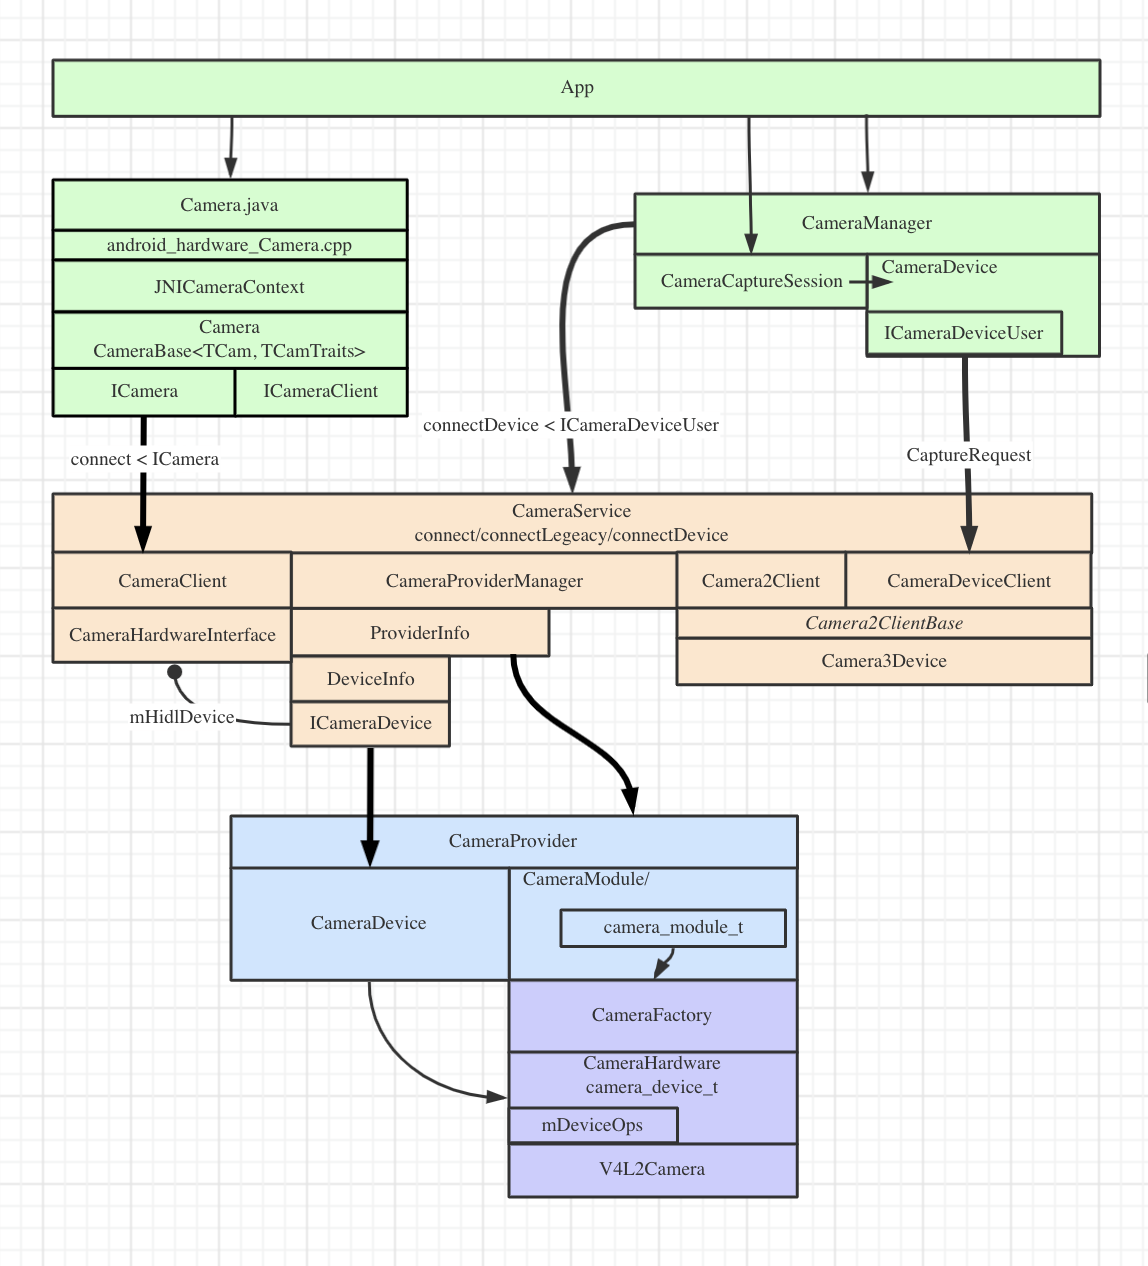 App
Camera.java
android_hardware_Camera.cpp
JNICameraContext
Camera
CameraBase<TCam, TCamTraits>
ICamera
ICameraClient
CameraManager
CameraCaptureSession
CameraDevice
ICameraDeviceUser
connect < ICamera
connectDevice < ICameraDeviceUser
CaptureRequest
CameraService
connect/connectLegeacy/connectDevice
CameraClient
CameraProviderManager
Camera2Client
CameraDeviceClient
CameraHardwareInterface
ProviderInfo
Camera2ClientBase
Camera3Device
DeviceInfo
ICameraDevice
mHidlDevice
CameraProvider
CameraDevice
CameraModule/
camera_module_t
CameraFactory
CameraHardware
camera_device_t
mDeviceOps
V4L2Camera